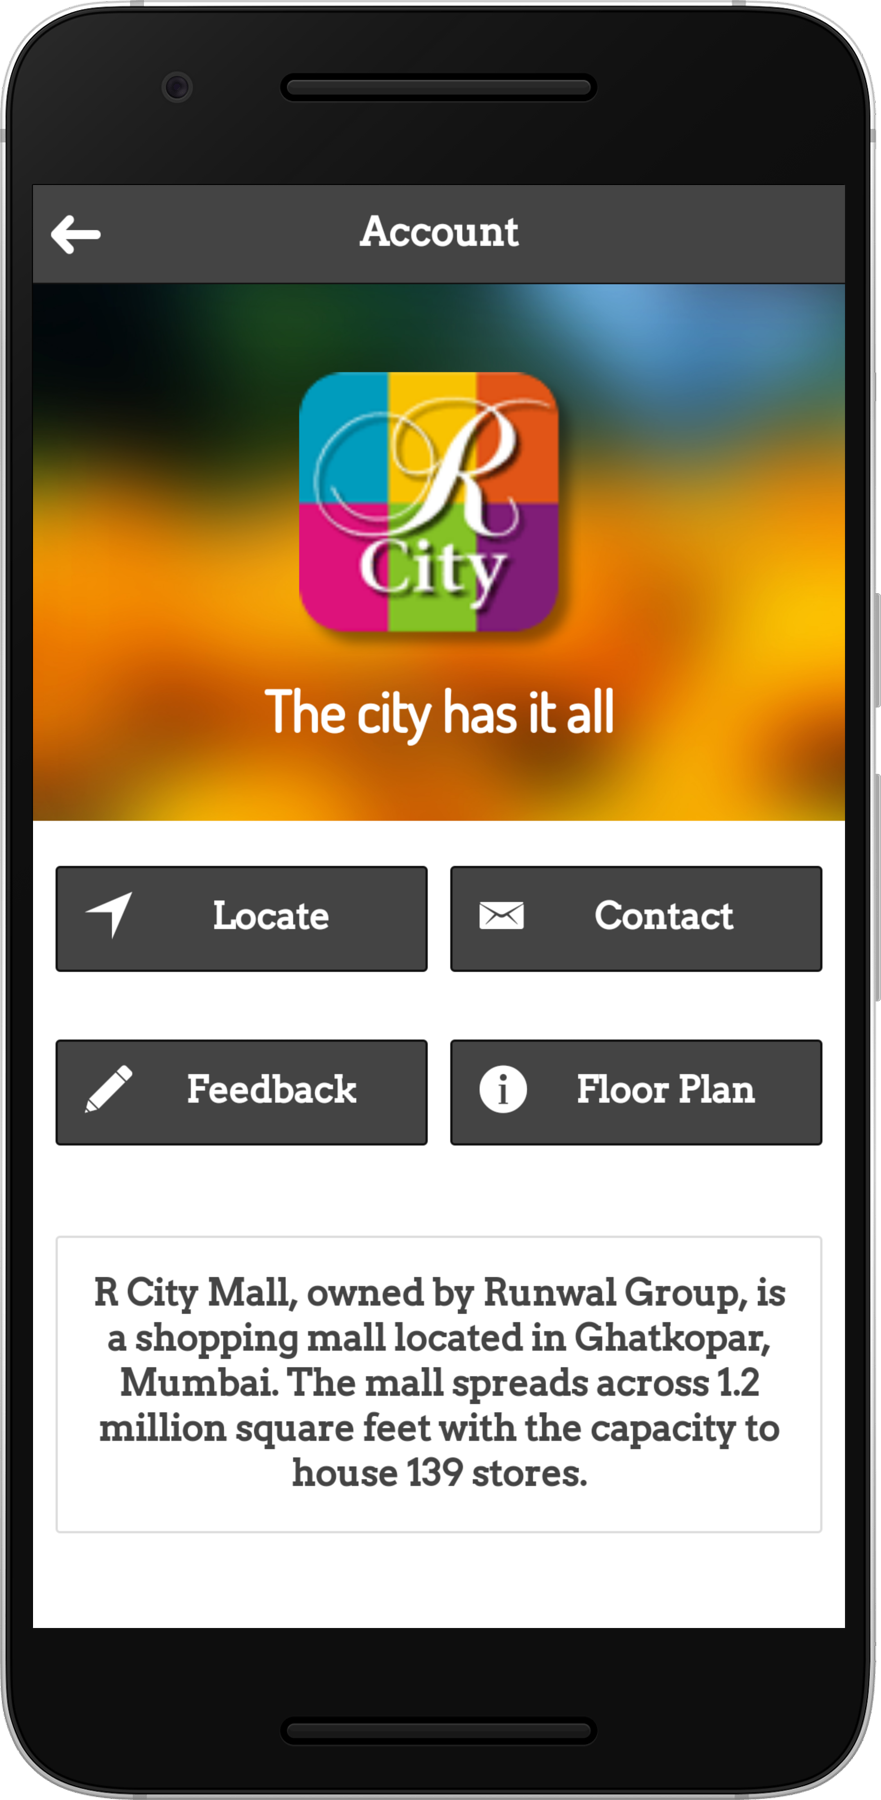 Account
R
City
The city has it all
Locate
Contact
Feedback
Floor Plan
R City Mall, owned by Runwal Group, is
a shopping mall located in Ghatkopar,
Mumbai. The mall spreads across 1.2
million square feet with the capacity to
house 139 stores.